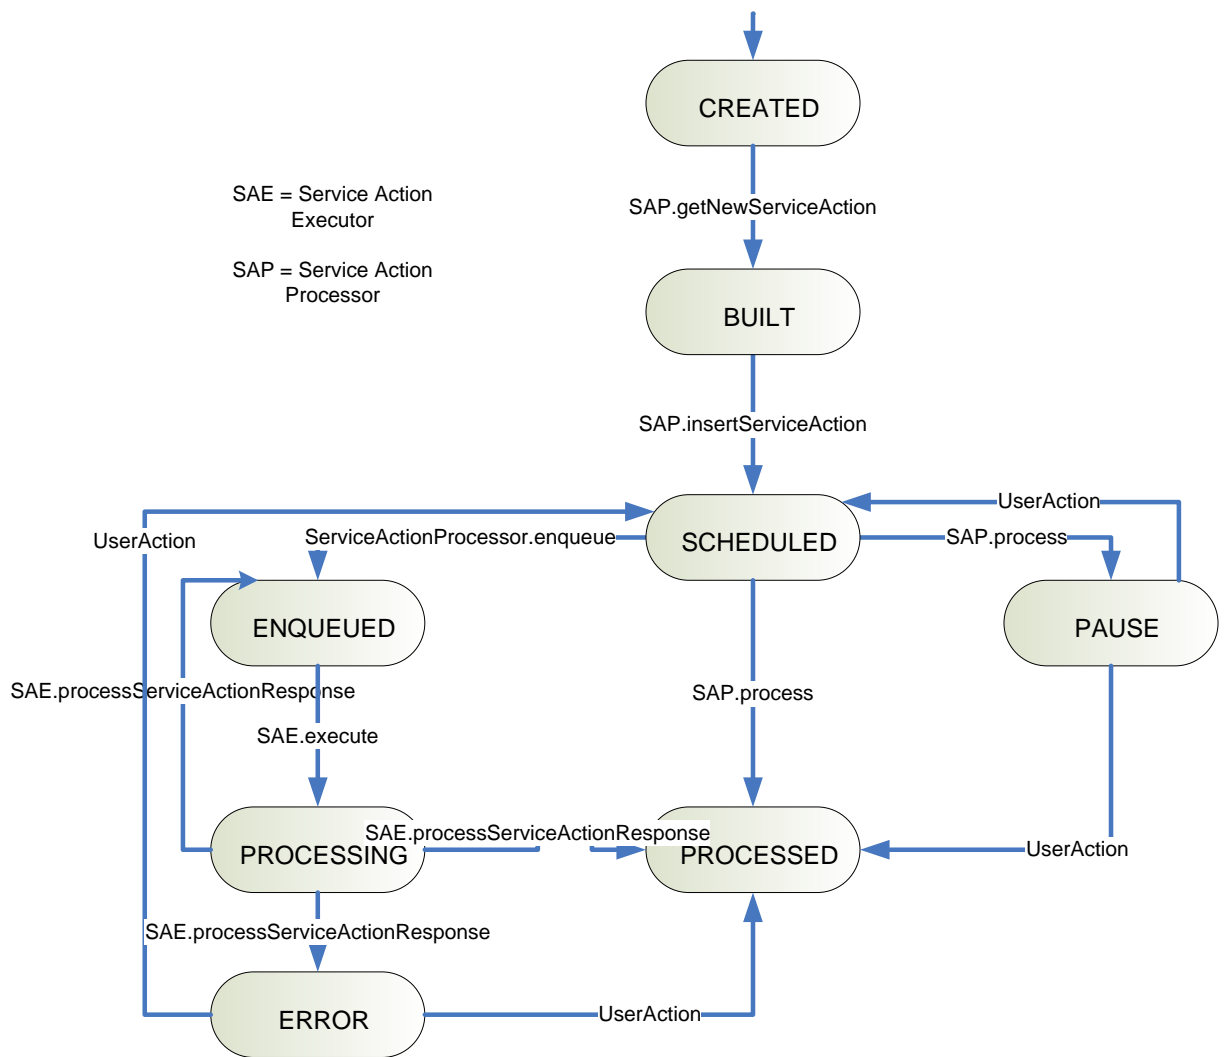 CREATED
SAE = Service Action
Executor
SAP.getNewServiceAction
SAP = Service Action
Processor
BUILT
SAP.insertServiceAction
UserAction
UserAction
ServiceActionProcessor.enqueue
SCHEDULED
SAP.process
ENQUEUED
PAUSE
SAE.processServiceActionResponse
SAP.process
SAE.execute
SAE.processServiceActionResponse
PROCESSING
PROCESSED
UserAction
SAE.processServiceActionResponse
ERROR
UserAction